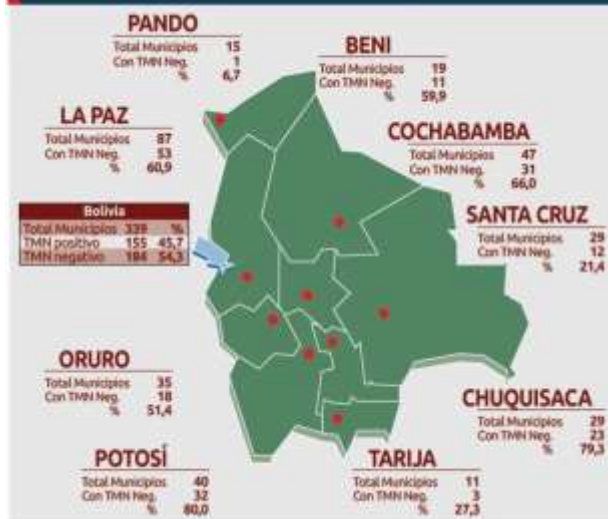 PANDO
Total Municipios 15
Con TMN Neg. 1
% 6,7
BENI
Total Municipios 19
Con TMN Neg. 11
% 59,9
LA PAZ
Total Municipios 87
Con TMN Neg. 53
% 60,9
COCHABAMBA
Total Municipios 47
Con TMN Neg. 31
% 66,0
Bolivia
Total Municipios 339 %
TMN positivo 155 45,7
TMN negativo 184 54,3
SANTA CRUZ
Total Municipios 29
Con TMN Neg. 12
% 21,4
ORURO
Total Municipios 35
Con TMN Neg. 18
% 51,4
CHUQUISACA
Total Municipios 29
Con TMN Neg. 23
% 79,3
POTOSÍ
Total Municipios 40
Con TMN Neg. 32
% 80,0
TARIJA
Total Municipios 11
Con TMN Neg. 3
% 27,3